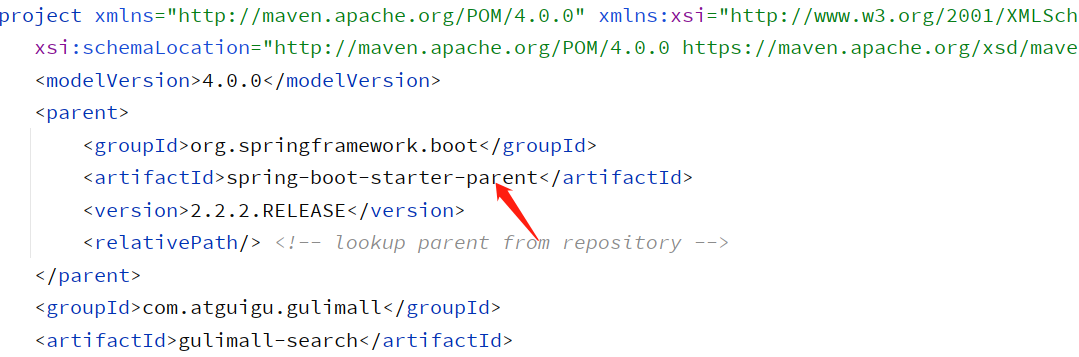 project xmlns="http://maven.apache.org/POM/4.0.0" xmlns:xsi="http://www.w3.org/2001/XMLSch
xsi:schemaLocation="http://maven.apache.org/POM/4.0.0 https://maven.apache.org/xsd/mave
<modelVersion>4.0.0</modelVersion>
<parent>
<groupId>org.springframework.boot</groupId>
<artifactId>spring-boot-starter-parent</artifactId>
<version>2.2.2.RELEASE</version>
<relativePath/> <!-- lookup parent from repository -->
</parent>
<groupId>com.atguigu.gulimall</groupId>
<artifactId>gulimall-search</artifactId>